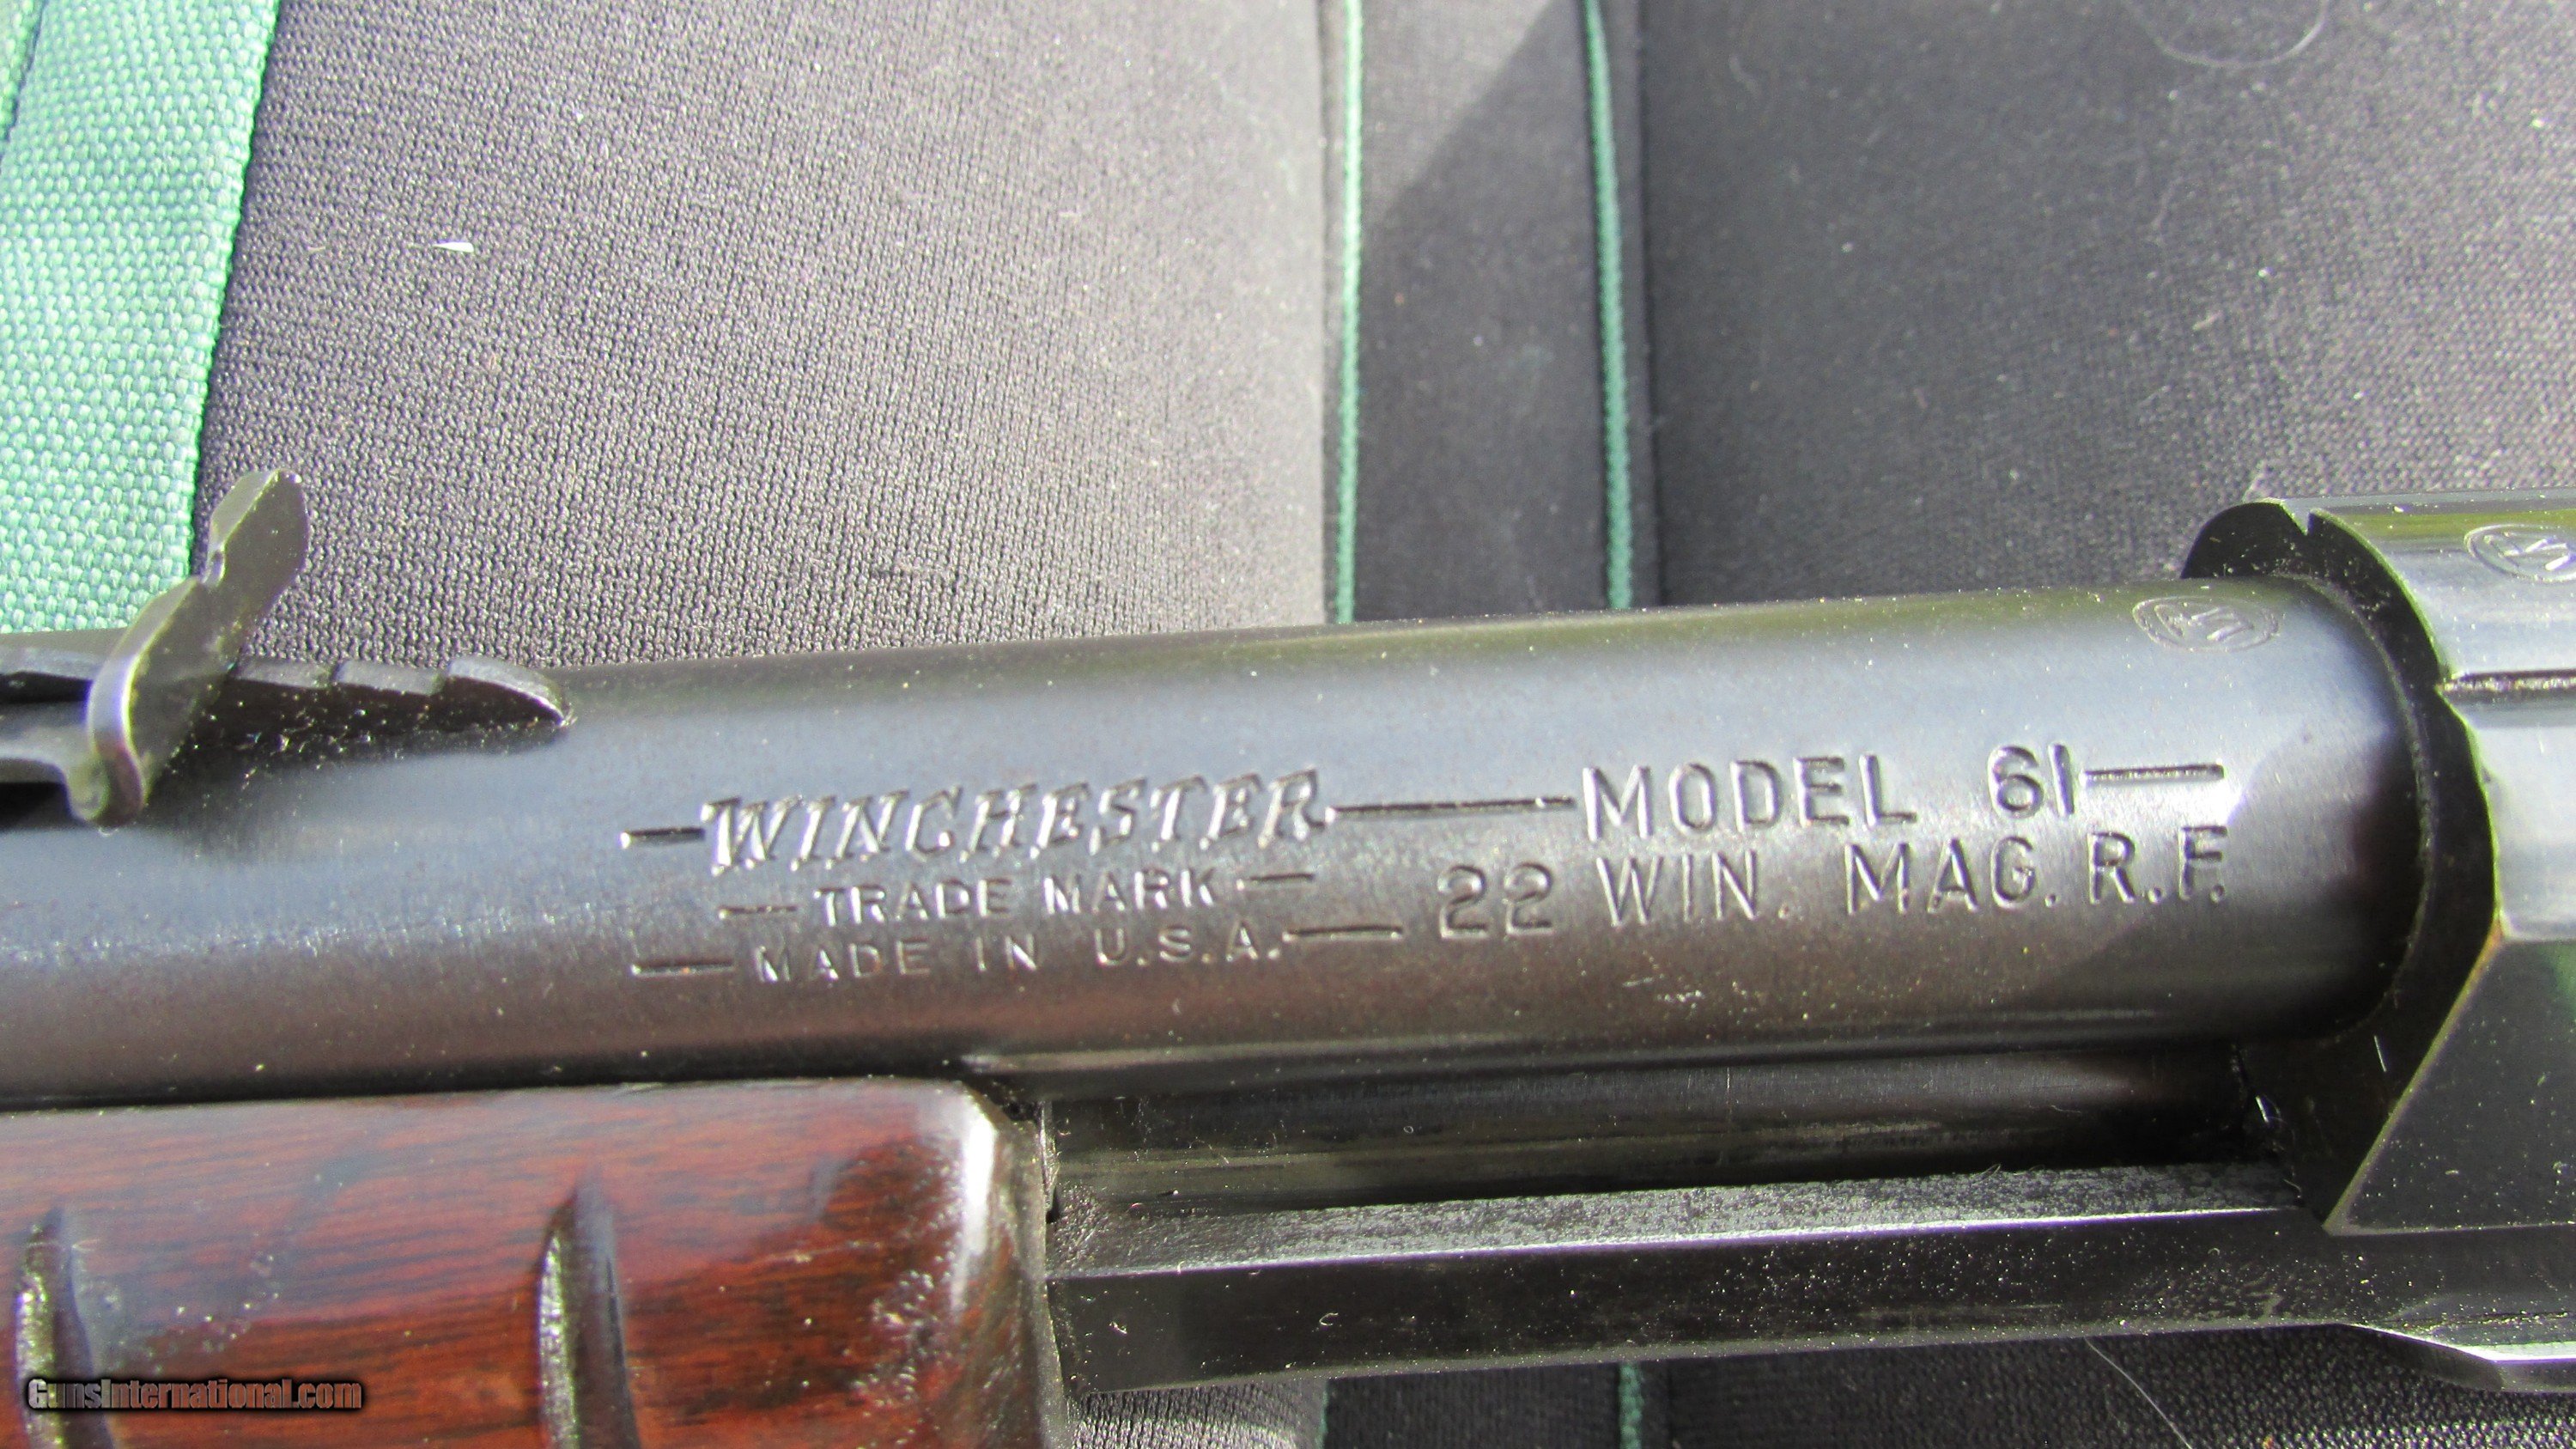 WINCHESTER — MODEL 61
TRADE MARK
MADE IN U.S.A. — 22 WIN. MAG. R.F.
GunsInternational.com